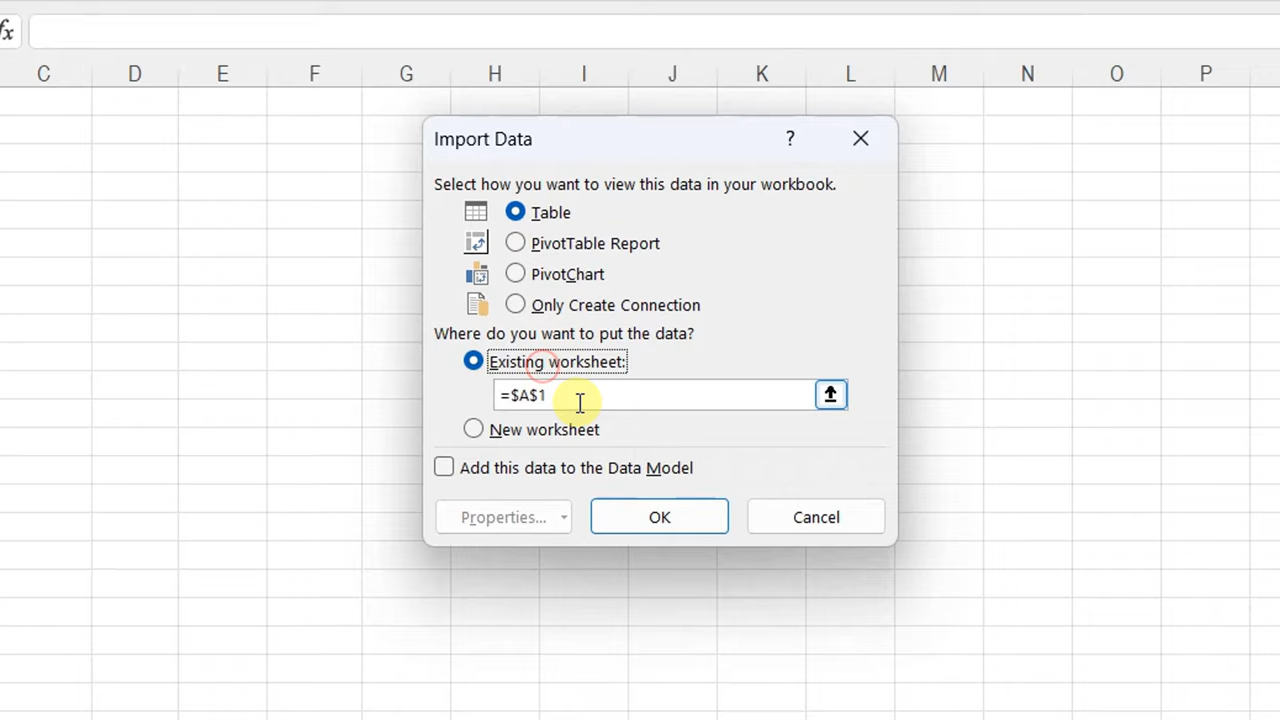 fx
C D E F G H I J K L M N O P
Import Data ?
Select how you want to view this data in your workbook.
Table
PivotTable Report
PivotChart
Only Create Connection
Where do you want to put the data?
Existing worksheet:
=$A$1
New worksheet
Add this data to the Data Model
Properties... OK Cancel